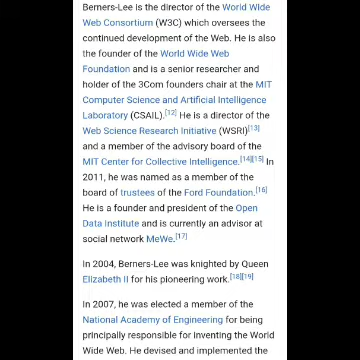 Berners-Lee is the director of the World Wide
Web Consortium (W3C) which oversees the
continued development of the Web. He is also
the founder of the World Wide Web
Foundation and is a senior researcher and
holder of the 3Com founders chair at the MIT
Computer Science and Artificial Intelligence
Laboratory (CSAIL).[12] He is a director of the
Web Science Research Initiative (WSRI)[13]
and a member of the advisory board of the
MIT Center for Collective Intelligence.[14][15] In
2011, he was named as a member of the
board of trustees of the Ford Foundation.[16]
He is a founder and president of the Open
Data Institute and is currently an advisor at
social network MeWe.[17]
In 2004, Berners-Lee was knighted by Queen
Elizabeth II for his pioneering work.[18][19]
In 2007, he was elected a member of the
National Academy of Engineering for being
principally responsible for inventing the World
Wide Web. He devised and implemented the